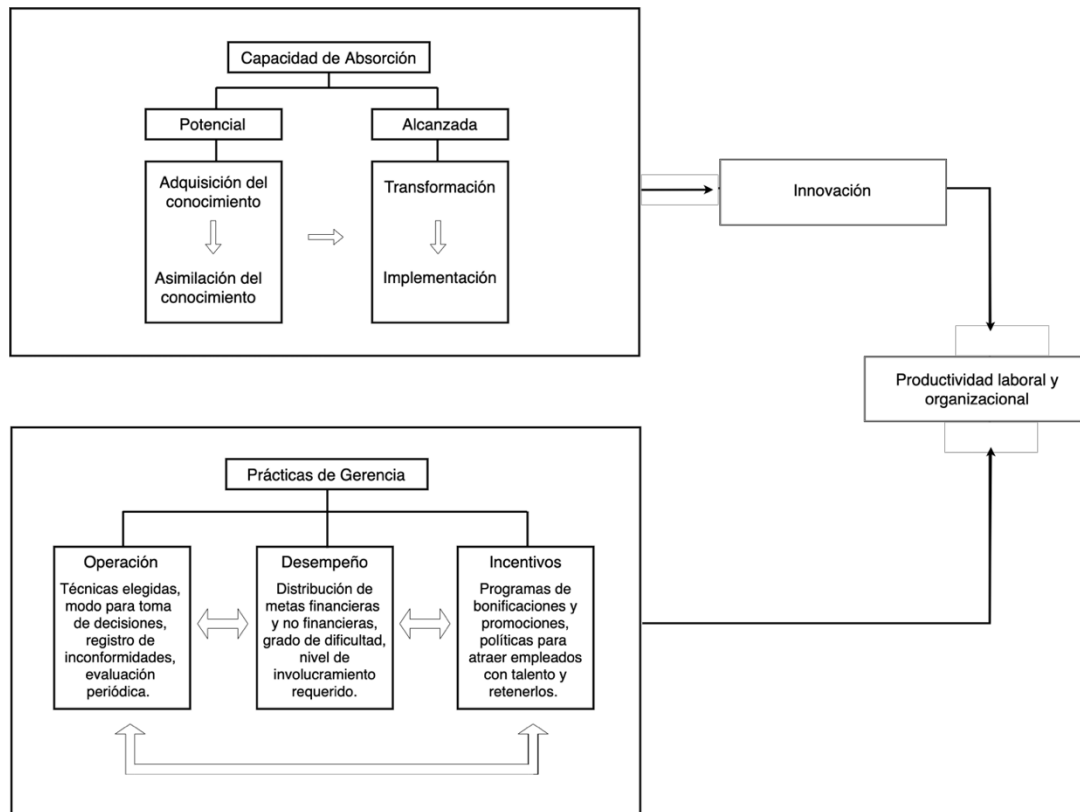 Capacidad de Absorción
Potencial
Alcanzada
Adquisición del
conocimiento
Asimilación del
conocimiento
Transformación
Implementación
Innovación
Productividad laboral y
organizacional
Prácticas de Gerencia
Operación
Técnicas elegidas,
modo para toma
de decisiones,
registro de
inconformidades,
evaluación
periódica.
Desempeño
Distribución de
metas financieras
y no financieras,
grado de dificultad,
nivel de
involucramiento
requerido.
Incentivos
Programas de
bonificaciones y
promociones,
políticas para
atraer empleados
con talento y
retenerlos.